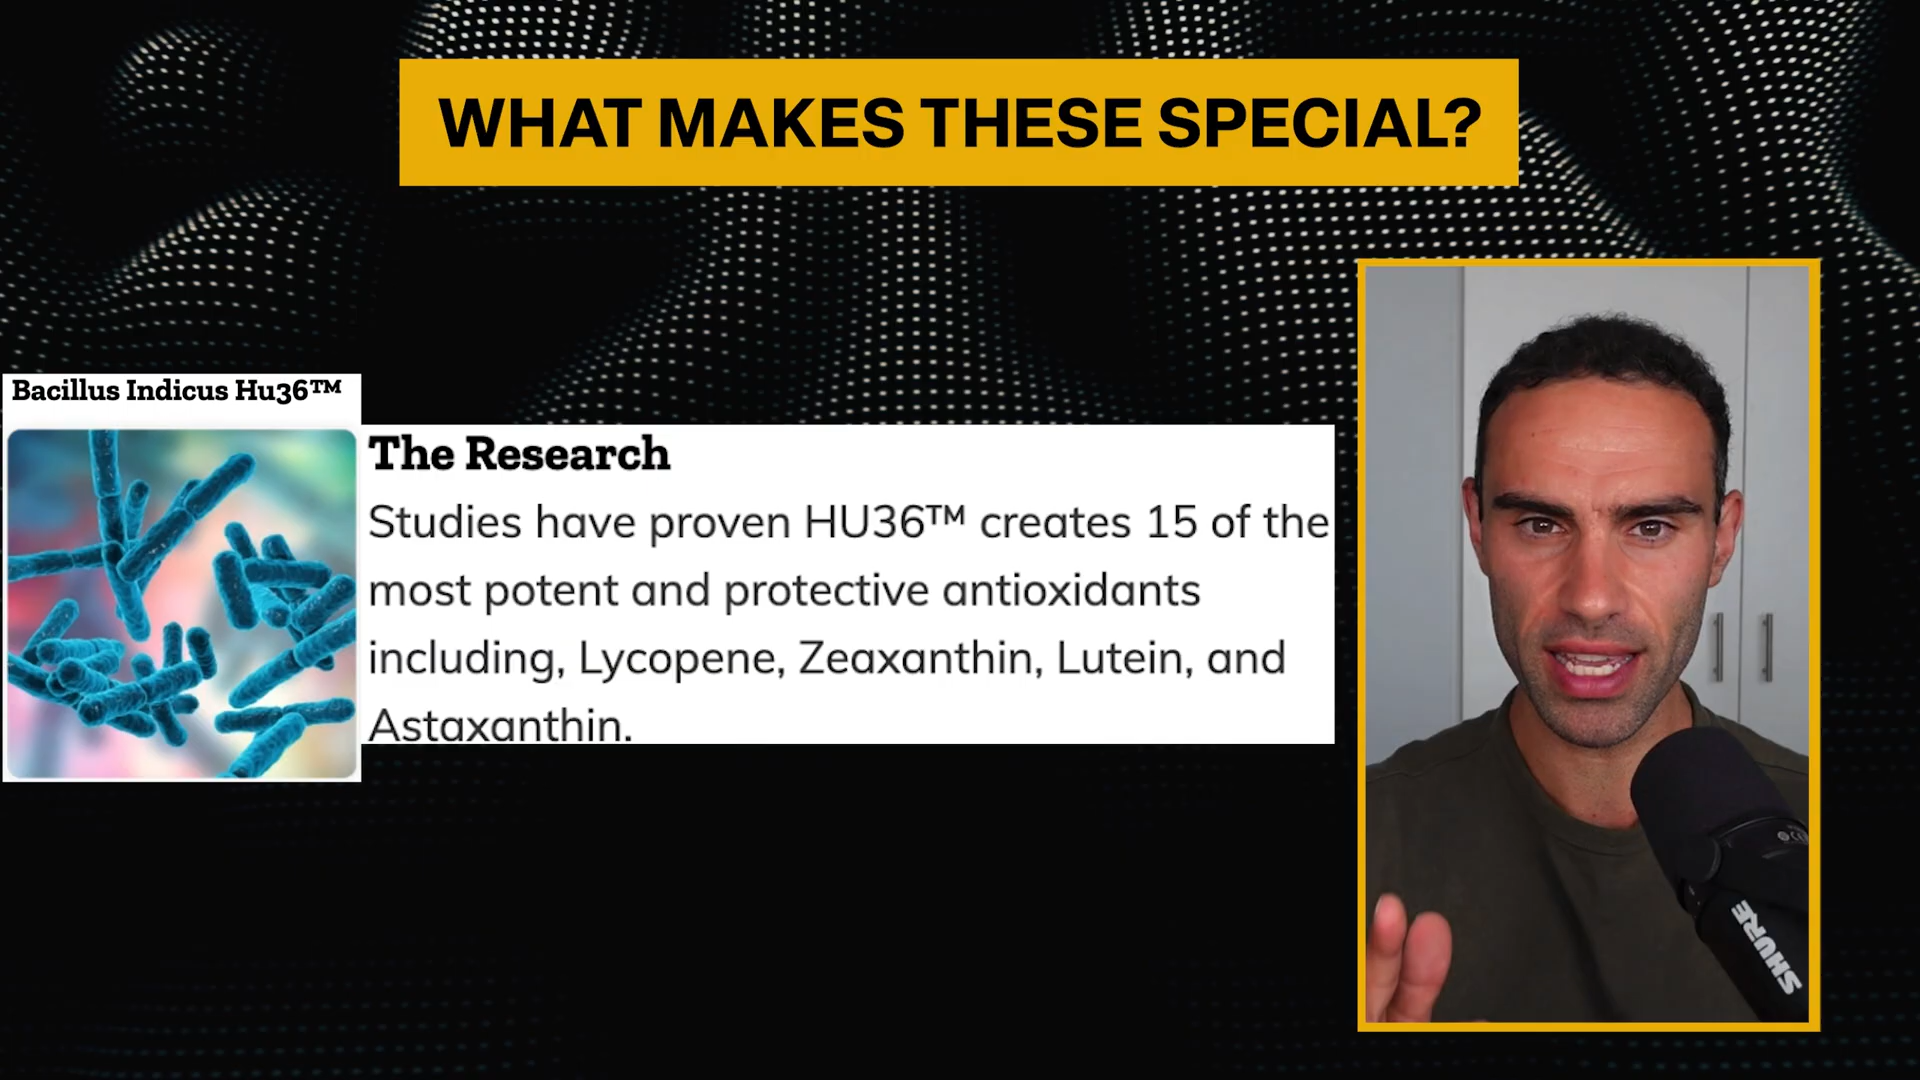 WHAT MAKES THESE SPECIAL?
Bacillus Indicus Hu36™
The Research
Studies have proven HU36™ creates 15 of the
most potent and protective antioxidants
including, Lycopene, Zeaxanthin, Lutein, and
Astaxanthin.
SHURE